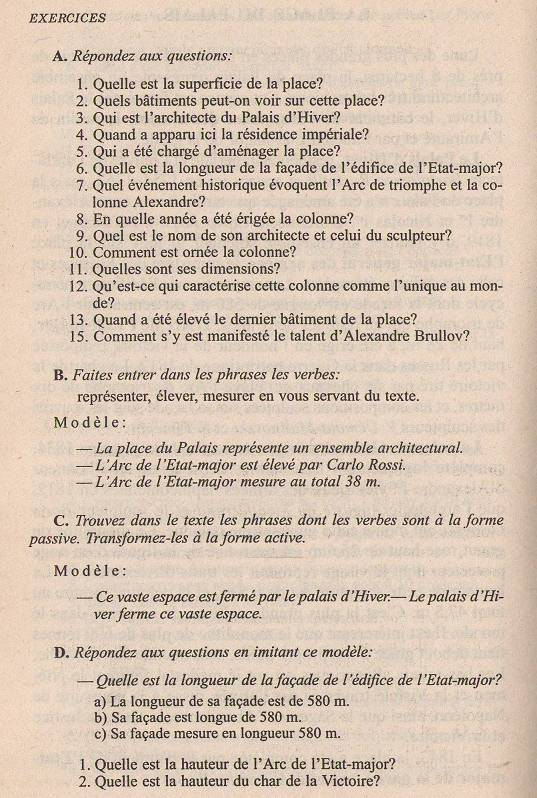 EXERCICES
A. Répondez aux questions:
1. Quelle est la superficie de la place?
2. Quels bâtiments peut-on voir sur cette place?
3. Qui est l'architecte du Palais d'Hiver?
4. Quand a apparu ici la résidence impériale?
5. Qui a été chargé d'aménager la place?
6. Quelle est la longueur de la façade de l'édifice de l'Etat-major?
7. Quel événement historique évoquent l'Arc de triomphe et la co-
lonne Alexandre?
8. En quelle année a été érigée la colonne?
9. Quel est le nom de son architecte et celui du sculpteur?
10. Comment est ornée la colonne?
11. Quelles sont ses dimensions?
12. Qu'est-ce qui caractérise cette colonne comme l'unique au mon-
de?
13. Quand a été élevé le dernier bâtiment de la place?
15. Comment s'y est manifesté le talent d'Alexandre Brullov?
B. Faites entrer dans les phrases les verbes:
représenter, élever, mesurer en vous servant du texte.
Modèle:
— La place du Palais représente un ensemble architectural.
— L'Arc de l'Etat-major est élevé par Carlo Rossi.
— L'Arc de l'Etat-major mesure au total 38 m.
C. Trouvez dans le texte les phrases dont les verbes sont à la forme
passive. Transformez-les à la forme active.
Modèle:
— Ce vaste espace est fermé par le palais d'Hiver.— Le palais d'Hi-
ver ferme ce vaste espace.
D. Répondez aux questions en imitant ce modèle:
— Quelle est la longueur de la façade de l'édifice de l'Etat-major?
a) La longueur de sa façade est de 580 m.
b) Sa façade est longue de 580 m.
c) Sa façade mesure en longueur 580 m.
1. Quelle est la hauteur de l'Arc de l'Etat-major?
2. Quelle est la hauteur du char de la Victoire?